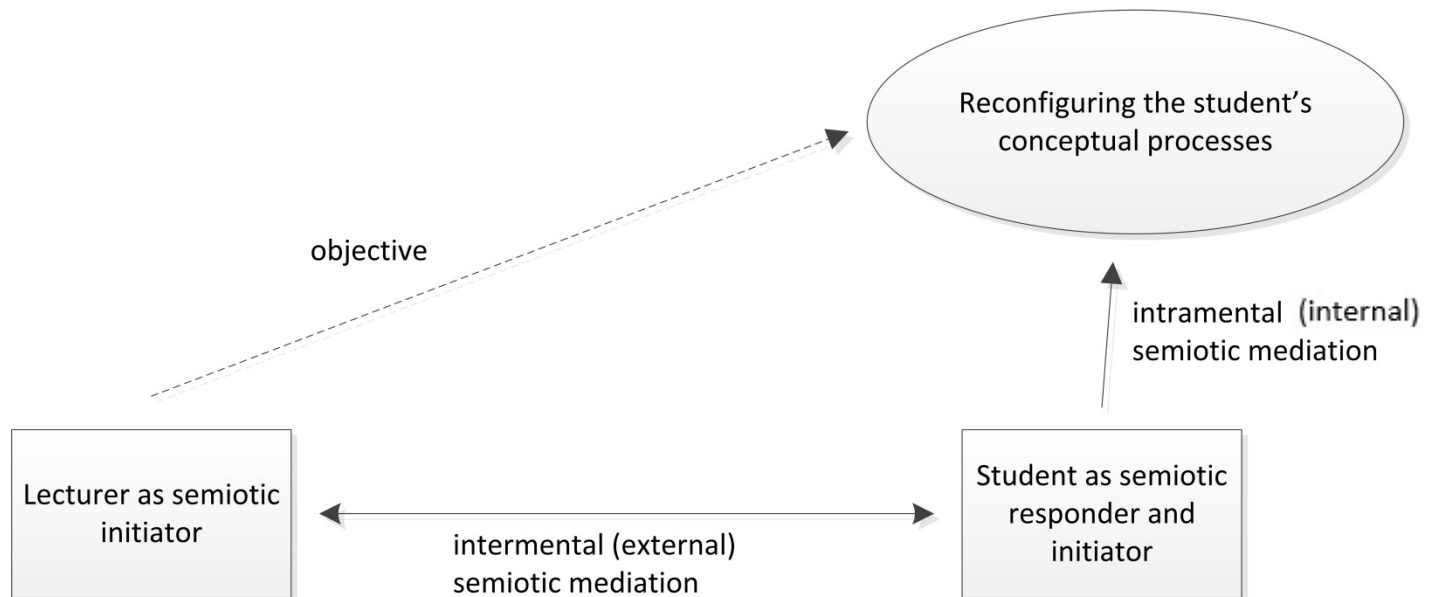 Reconfiguring the student’s
conceptual processes
objective
intramental (internal)
semiotic mediation
Lecturer as semiotic
initiator
intermental (external)
semiotic mediation
Student as semiotic
responder and
initiator